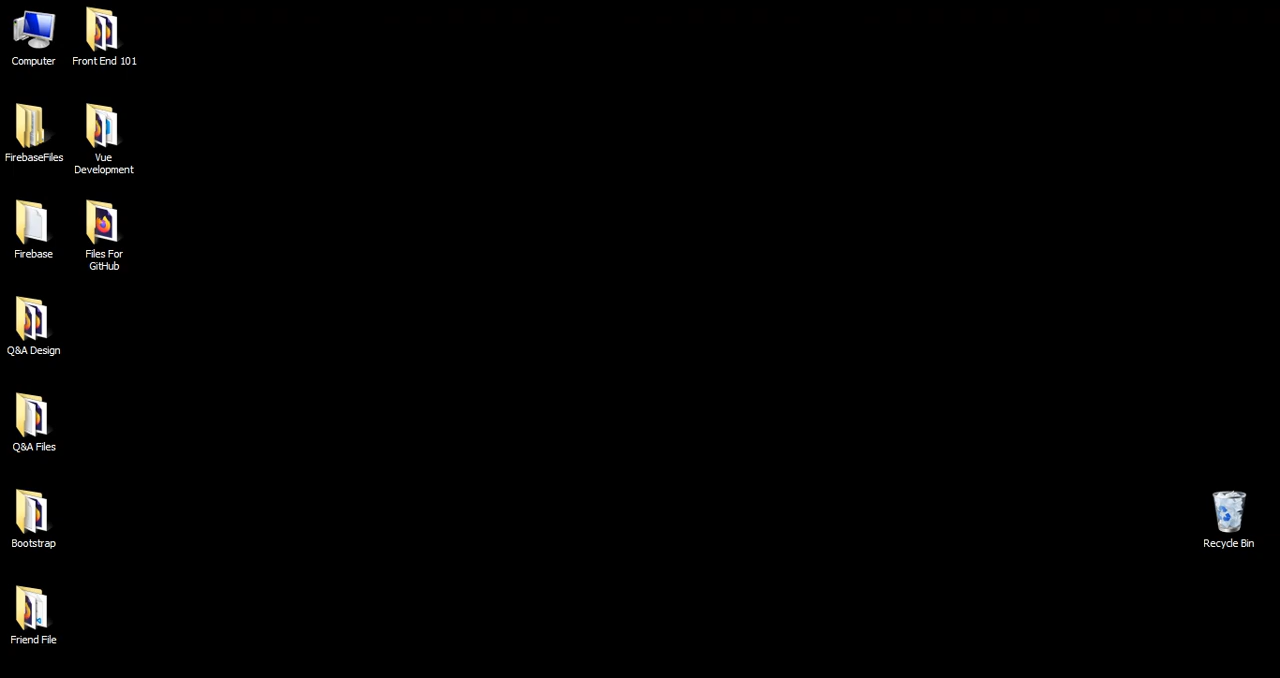 Computer
Front End 101
FirebaseFiles
Vue
Development
Firebase
Files For
GitHub
Q&A Design
Q&A Files
Bootstrap
Recycle Bin
Friend File